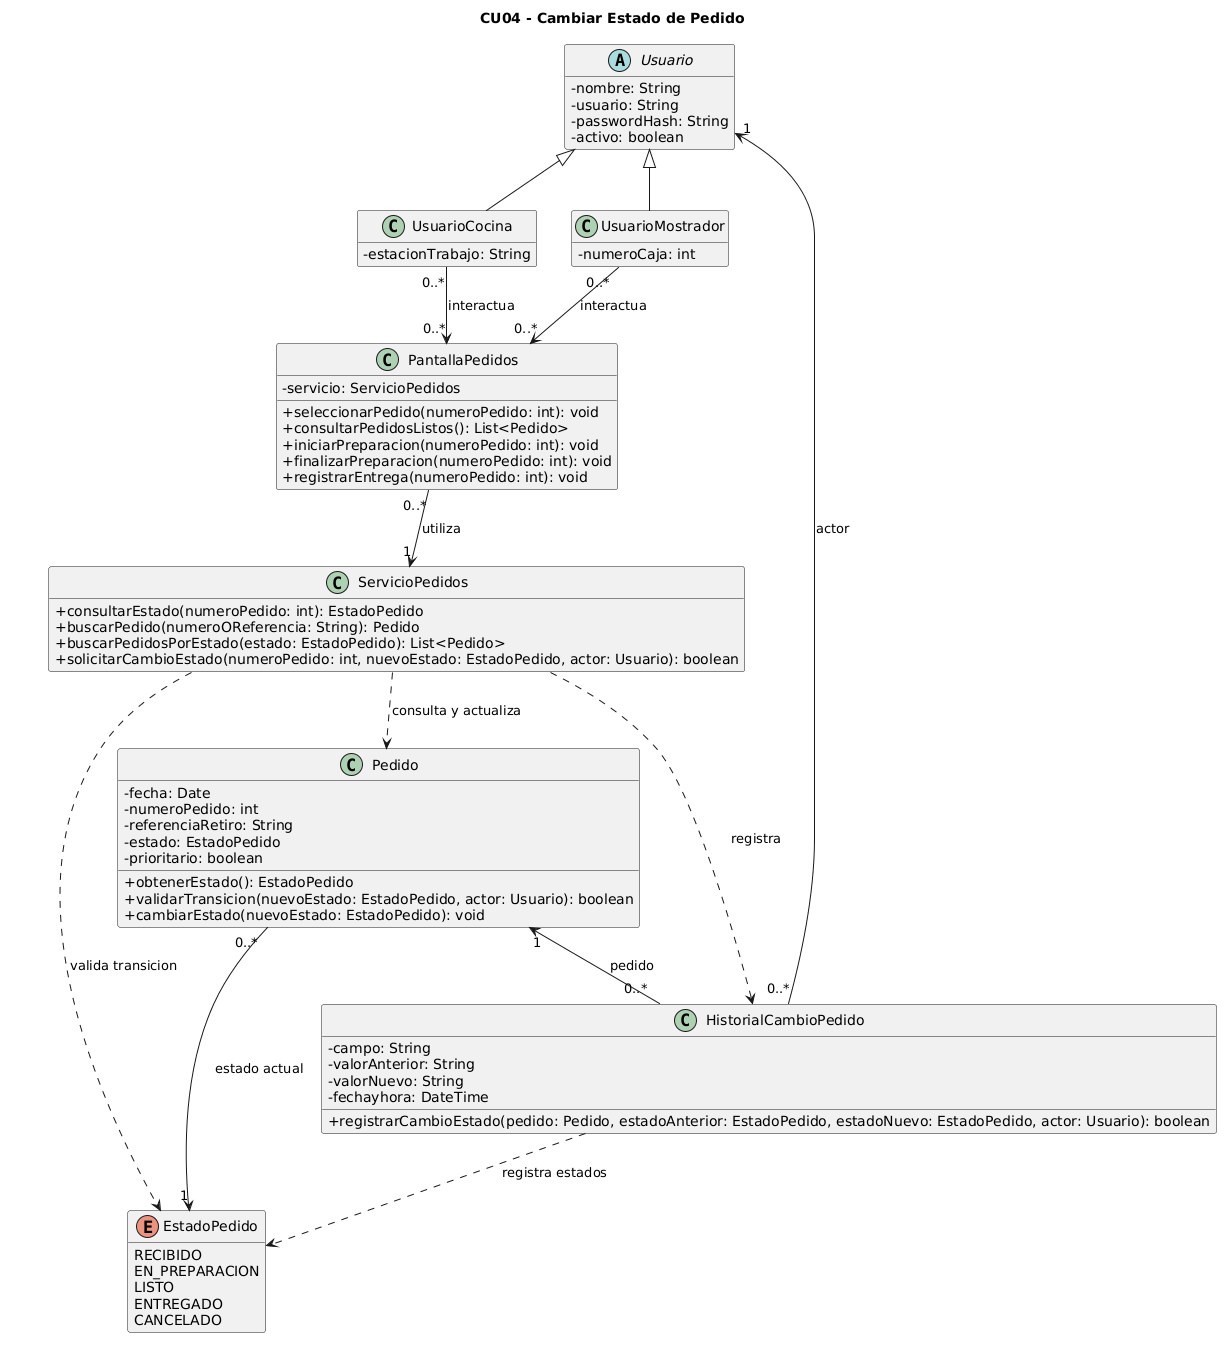 CU04 - Cambiar Estado de Pedido
A Usuario
-nombre: String
-usuario: String
-passwordHash: String
-activo: boolean
1
C UsuarioCocina
-estacionTrabajo: String
C UsuarioMostrador
-numeroCaja: int
0..*
0..*
interactua
interactua
0..*
0..*
C PantallaPedidos
-servicio: ServicioPedidos
+seleccionarPedido(numeroPedido: int): void
+consultarPedidosListos(): List<Pedido>
+iniciarPreparacion(numeroPedido: int): void
+finalizarPreparacion(numeroPedido: int): void
+registrarEntrega(numeroPedido: int): void
0..*
utiliza
actor
1
C ServicioPedidos
+consultarEstado(numeroPedido: int): EstadoPedido
+buscarPedido(numeroOReferencia: String): Pedido
+buscarPedidosPorEstado(estado: EstadoPedido): List<Pedido>
+solicitarCambioEstado(numeroPedido: int, nuevoEstado: EstadoPedido, actor: Usuario): boolean
consulta y actualiza
C Pedido
-fecha: Date
-numeroPedido: int
-referenciaRetiro: String
-estado: EstadoPedido
-prioritario: boolean
+obtenerEstado(): EstadoPedido
+validarTransicion(nuevoEstado: EstadoPedido, actor: Usuario): boolean
+cambiarEstado(nuevoEstado: EstadoPedido): void
registra
0..*
1
valida transicion
pedido
0..*
0..*
C HistorialCambioPedido
-campo: String
-valorAnterior: String
-valorNuevo: String
-fechayhora: DateTime
+registrarCambioEstado(pedido: Pedido, estadoAnterior: EstadoPedido, estadoNuevo: EstadoPedido, actor: Usuario): boolean
estado actual
registra estados
1
E EstadoPedido
RECIBIDO
EN_PREPARACION
LISTO
ENTREGADO
CANCELADO